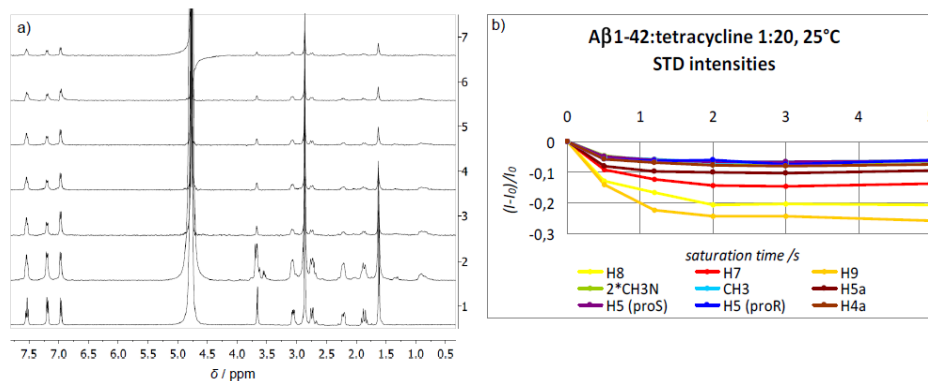 a)
7
6
5
4
3
2
1
7.5 7.0 6.5 6.0 5.5 5.0 4.5 4.0 3.5 3.0 2.5 2.0 1.5 1.0 0.5
δ / ppm
b)
Aβ1-42:tetracycline 1:20, 25°C
STD intensities
0 1 2 3 4
0
-0,1
-0,2
-0,3
(I-I₀)/I₀
saturation time /s
H8 H7 H9
2*CH3N CH3 H5a
H5 (proS) H5 (proR) H4a